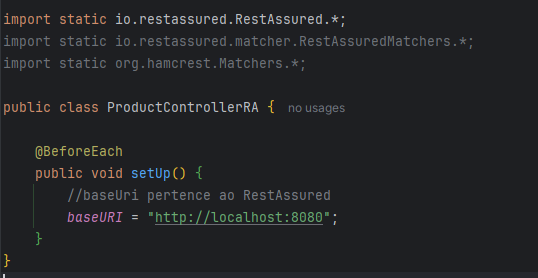 import static io.restassured.RestAssured.*;
import static io.restassured.matcher.RestAssuredMatchers.*;
import static org.hamcrest.Matchers.*;
public class ProductControllerRA { no usages
@BeforeEach
public void setUp() {
//baseUri pertence ao RestAssured
baseURI = "http://localhost:8080";
}
}